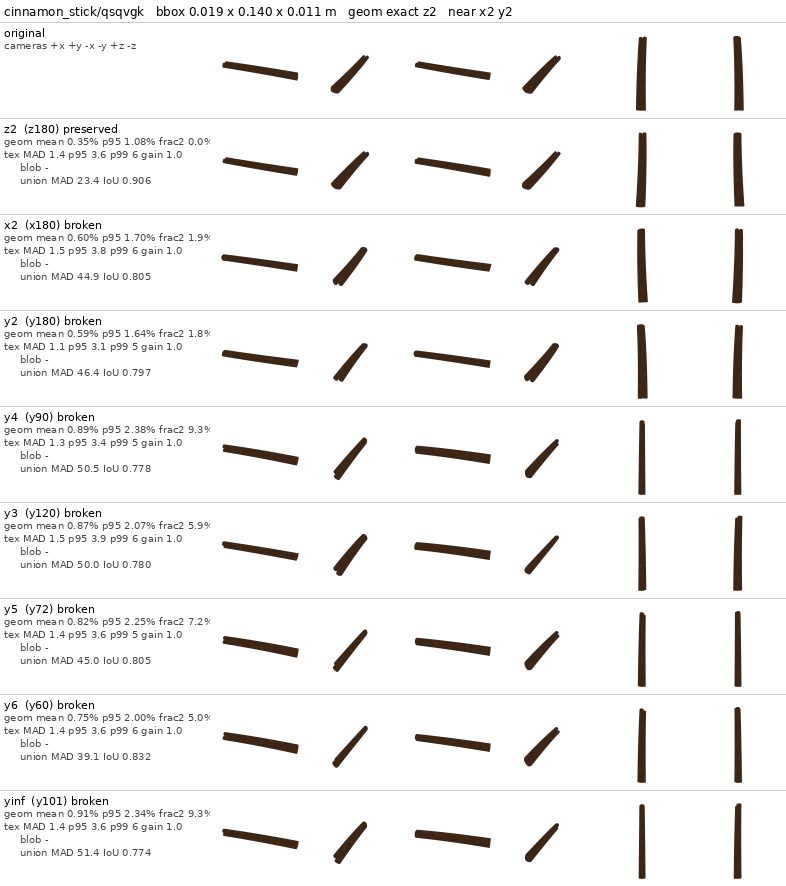 cinnamon_stick/qsqvgk bbox 0.019 x 0.140 x 0.011 m geom exact z2 near x2 y2
original
cameras +x +y -x -y +z -z
z2 (z180) preserved
geom mean 0.35% p95 1.08% frac2 0.0%
tex MAD 1.4 p95 3.6 p99 6 gain 1.0
blob -
union MAD 23.4 IoU 0.906
x2 (x180) broken
geom mean 0.60% p95 1.70% frac2 1.9%
tex MAD 1.5 p95 3.8 p99 6 gain 1.0
blob -
union MAD 44.9 IoU 0.805
y2 (y180) broken
geom mean 0.59% p95 1.64% frac2 1.8%
tex MAD 1.1 p95 3.1 p99 5 gain 1.0
blob -
union MAD 46.4 IoU 0.797
y4 (y90) broken
geom mean 0.89% p95 2.38% frac2 9.3%
tex MAD 1.3 p95 3.4 p99 6 gain 1.0
blob -
union MAD 50.5 IoU 0.778
y3 (y120) broken
geom mean 0.87% p95 2.07% frac2 5.9%
tex MAD 1.5 p95 3.9 p99 6 gain 1.0
blob -
union MAD 50.0 IoU 0.780
y5 (y72) broken
geom mean 0.82% p95 2.25% frac2 7.2%
tex MAD 1.4 p95 3.6 p99 5 gain 1.0
blob -
union MAD 45.0 IoU 0.805
y6 (y60) broken
geom mean 0.75% p95 2.00% frac2 5.0%
tex MAD 1.4 p95 3.6 p99 6 gain 1.0
blob -
union MAD 39.1 IoU 0.832
yinf (y101) broken
geom mean 0.91% p95 2.34% frac2 9.3%
tex MAD 1.4 p95 3.6 p99 6 gain 1.0
blob -
union MAD 51.4 IoU 0.774